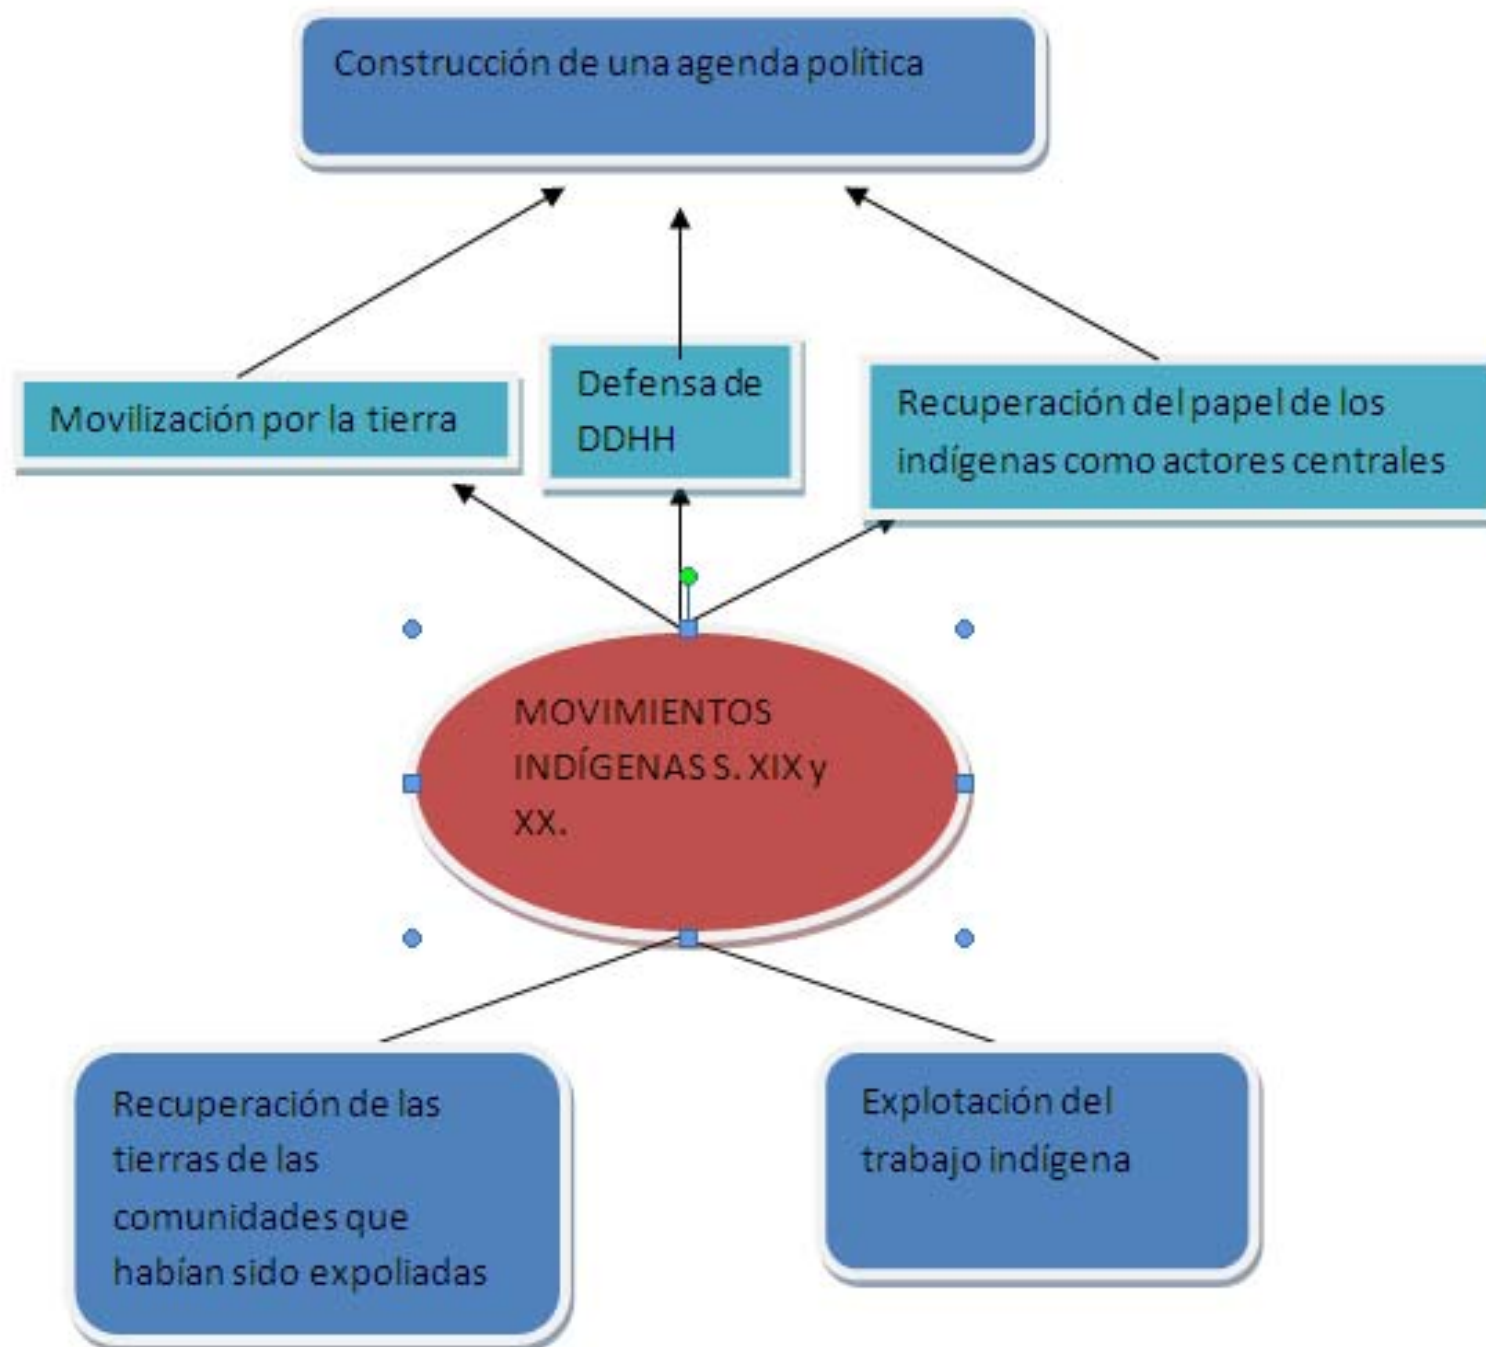 Construcción de una agenda política
Movilización por la tierra
Defensa de
DDHH
Recuperación del papel de los
indígenas como actores centrales
MOVIMIENTOS
INDÍGENAS S. XIX y
XX.
Recuperación de las
tierras de las
comunidades que
habían sido expoliadas
Explotación del
trabajo indígena